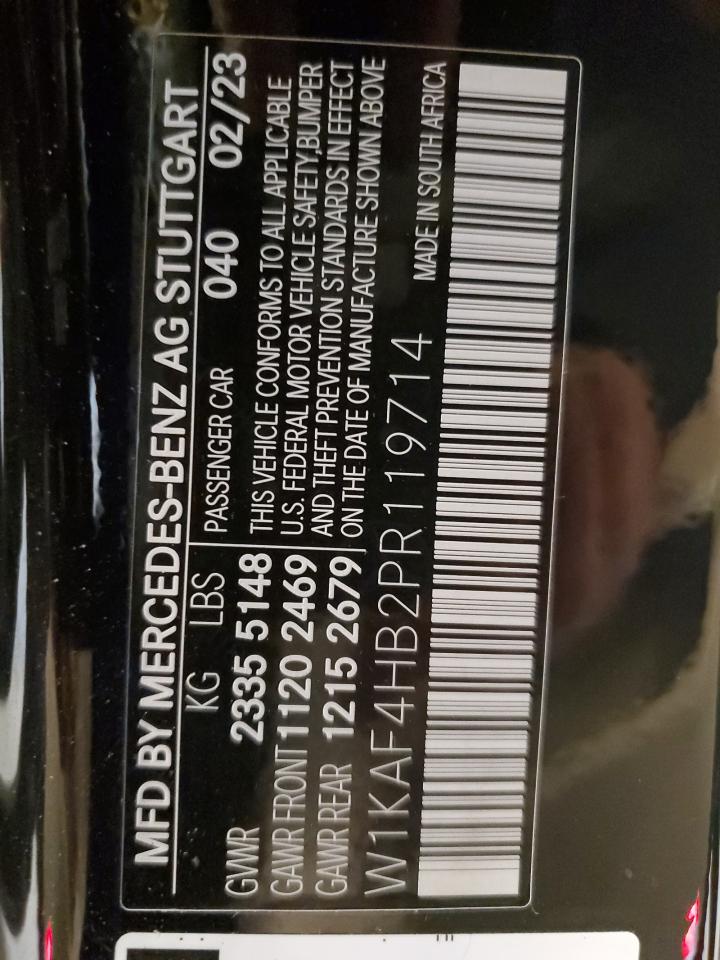 MFD BY MERCEDES-BENZ AG STUTTGART
KG LBS PASSENGER CAR 040 02/23
GVWR 2335 5148 THIS VEHICLE CONFORMS TO ALL APPLICABLE
GAWR FRONT 1120 2469 U.S. FEDERAL MOTOR VEHICLE SAFETY,BUMPER
GAWR REAR 1215 2679 AND THEFT PREVENTION STANDARDS IN EFFECT
ON THE DATE OF MANUFACTURE SHOWN ABOVE
W1KAF4HB2PR119714 MADE IN SOUTH AFRICA